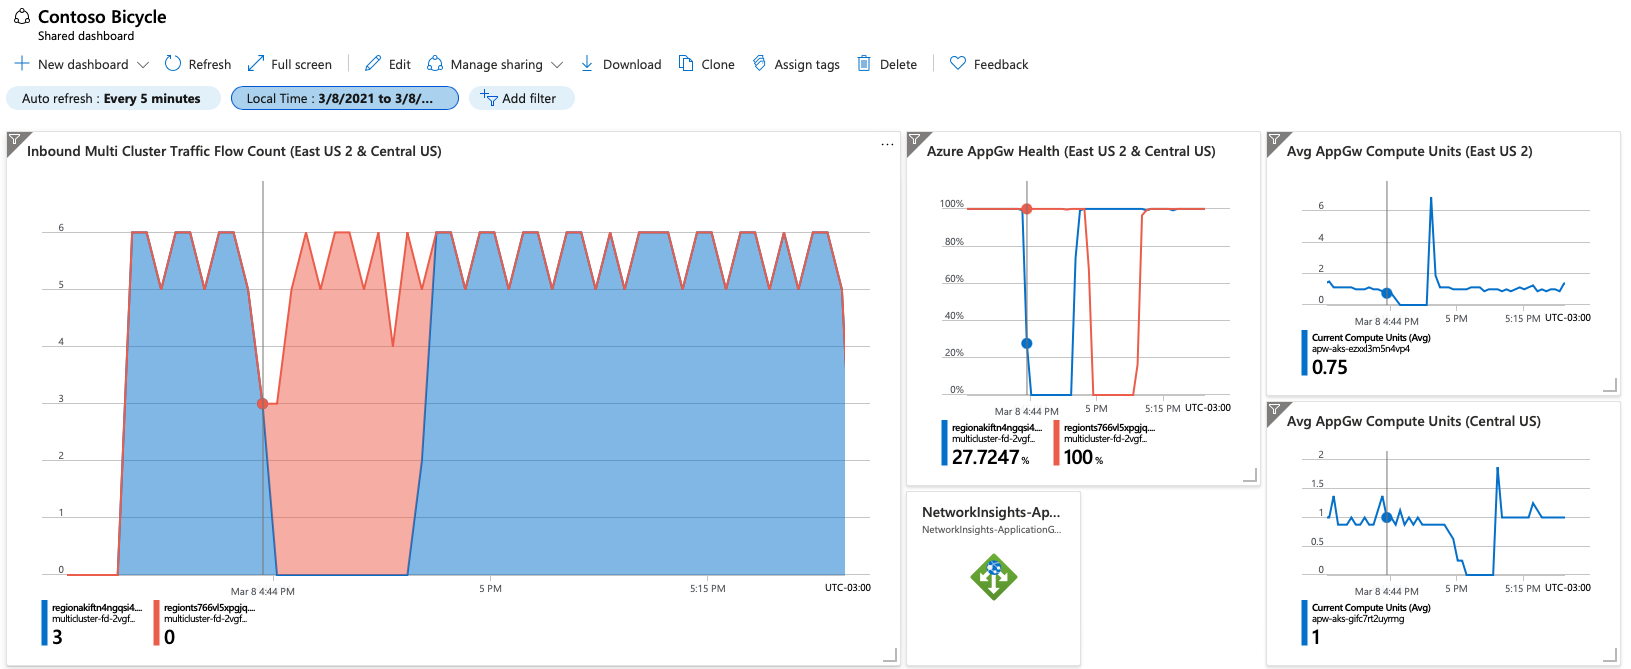 Contoso Bicycle
Shared dashboard
New dashboard Refresh Full screen Edit Manage sharing Download Clone Assign tags Delete Feedback
Auto refresh : Every 5 minutes Local Time : 3/8/2021 to 3/8/... Add filter
Inbound Multi Cluster Traffic Flow Count (East US 2 & Central US)
...
6
5
4
3
2
1
0
Mar 8 4:44 PM 5 PM 5:15 PM UTC-03:00
regionakiftn4ngqsi4....
multicluster-fd-2vgf...
3
regionts766vl5xpgjq....
multicluster-fd-2vgf...
0
Azure AppGw Health (East US 2 & Central US)
100%
80%
60%
40%
20%
0%
Mar 8 4:44 PM 5 PM 5:15 PM UTC-03:00
regionakiftn4ngqsi4....
multicluster-fd-2vgf...
27.7247 %
regionts766vl5xpgjq....
multicluster-fd-2vgf...
100 %
NetworkInsights-Ap...
NetworkInsights-ApplicationG...
Avg AppGw Compute Units (East US 2)
6
4
2
0
Mar 8 4:44 PM 5 PM 5:15 PM UTC-03:00
Current Compute Units (Avg)
apw-aks-ezxxl3m5n4vp4
0.75
Avg AppGw Compute Units (Central US)
2
1.5
1
0.5
0
Mar 8 4:44 PM 5 PM 5:15 PM UTC-03:00
Current Compute Units (Avg)
apw-aks-gifc7rt2uyrmg
1